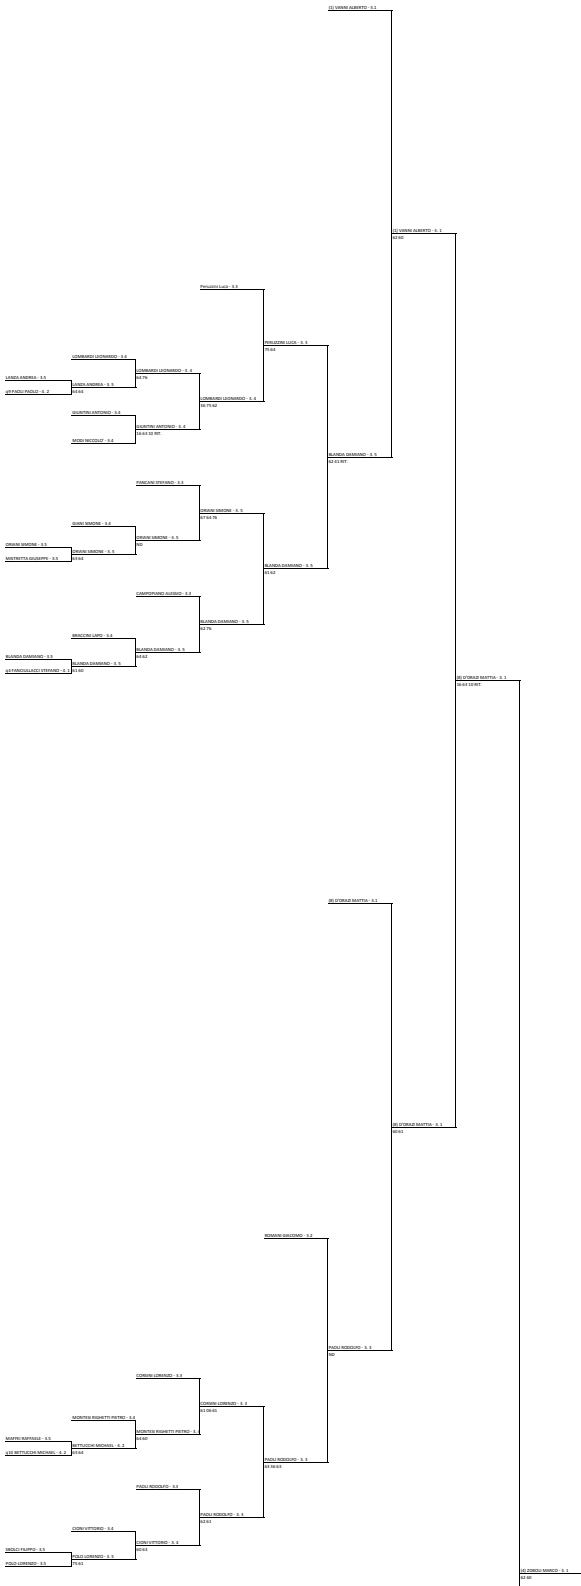 (1) VANNI ALBERTO - 3.1
(1) VANNI ALBERTO - 3. 1
62 60
Peruzzini Luca - 3.3
PERUZZINI LUCA - 3. 3
75 64
LOMBARDI LEONARDO - 3.4
LOMBARDI LEONARDO - 3. 4
64 76
LANZA ANDREA - 3.5
LANZA ANDREA - 3. 5
64 64
q9 PAOLI PAOLO - 4. 2
LOMBARDI LEONARDO - 3. 4
36 75 62
GIUNTINI ANTONIO - 3.4
GIUNTINI ANTONIO - 3. 4
16 64 30 RIT.
MODI NICCOLO' - 3.4
BLANDA DAMIANO - 3. 5
62 41 RIT.
PANCANI STEFANO - 3.3
ORIANI SIMONE - 3. 5
67 64 76
GIANI SIMONE - 3.4
ORIANI SIMONE - 3. 5
ND
ORIANI SIMONE - 3.5
ORIANI SIMONE - 3. 5
63 64
MISTRETTA GIUSEPPE - 3.5
BLANDA DAMIANO - 3. 5
61 62
CAMPOPIANO ALESSIO - 3.3
BLANDA DAMIANO - 3. 5
62 76
BRACCINI LAPO - 3.4
BLANDA DAMIANO - 3. 5
64 62
BLANDA DAMIANO - 3.5
BLANDA DAMIANO - 3. 5
61 60
q4 FANCIULLACCI STEFANO - 4. 1
(8) D'ORAZI MATTIA - 3. 1
36 64 10 RIT.
(8) D'ORAZI MATTIA - 3.1
(8) D'ORAZI MATTIA - 3. 1
60 61
ROMANI GIACOMO - 3.2
PAOLI RODOLFO - 3. 3
ND
CORSINI LORENZO - 3.3
CORSINI LORENZO - 3. 3
61 06 61
MONTESI RIGHETTI PIETRO - 3.4
MONTESI RIGHETTI PIETRO - 3.
64 60
MAFFEI RAFFAELE - 3.5
BETTUCCHI MICHAEL - 4. 2
63 64
q10 BETTUCCHI MICHAEL - 4. 2
PAOLI RODOLFO - 3. 3
63 36 63
PAOLI RODOLFO - 3.3
PAOLI RODOLFO - 3. 3
62 61
CIONI VITTORIO - 3.4
CIONI VITTORIO - 3. 4
60 63
SBOLCI FILIPPO - 3.5
POLO LORENZO - 3. 5
75 61
POLO LORENZO - 3.5
(4) ZOBOLI MARCO - 3. 1
62 60